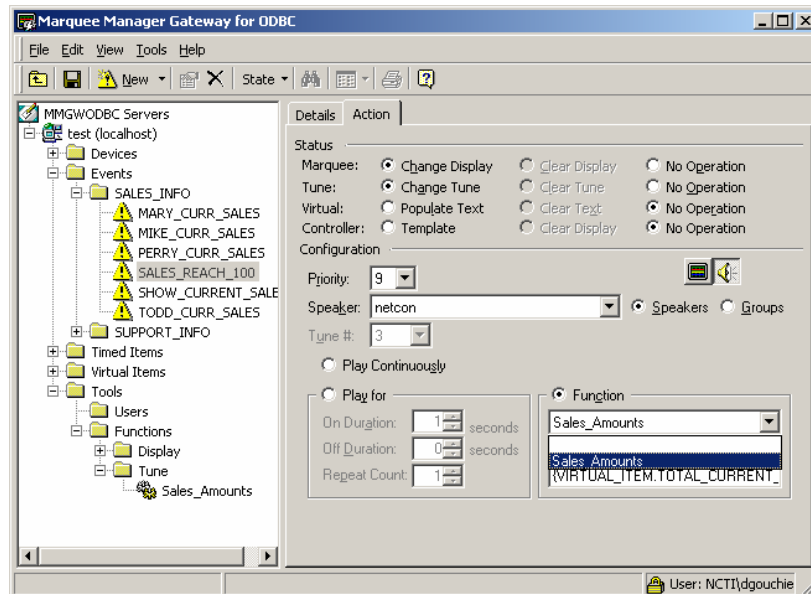 Marquee Manager Gateway for ODBC
File Edit View Tools Help
New State
MMGWODBC Servers
test (localhost)
Devices
Events
SALES_INFO
MARY_CURR_SALES
MIKE_CURR_SALES
PERRY_CURR_SALES
SALES_REACH_100
SHOW_CURRENT_SALE
TODD_CURR_SALES
SUPPORT_INFO
Timed Items
Virtual Items
Tools
Users
Functions
Display
Tune
Sales_Amounts
Details Action
Status
Marquee: Change Display Clear Display No Operation
Tune: Change Tune Clear Tune No Operation
Virtual: Populate Text Clear Text No Operation
Controller: Template Clear Display No Operation
Configuration
Priority: 9
Speaker: netcon Speakers Groups
Tune #: 3
Play Continuously
Play for
On Duration: 1 seconds
Off Duration: 0 seconds
Repeat Count: 1
Function
Sales_Amounts
Sales_Amounts
{VIRTUAL_ITEM.TOTAL_CURRENT_
User: NCTI\dgouchie